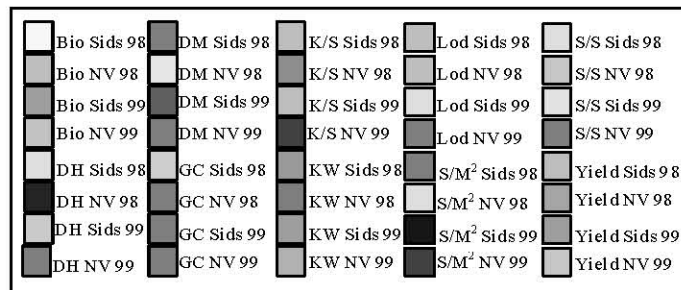 Bio Sids 98 DM Sids 98 K/S Sids 98 Lod Sids 98 S/S Sids 98
Bio NV 98 DM NV 98 K/S NV 98 Lod NV 98 S/S NV 98
Bio Sids 99 DM Sids 99 K/S Sids 99 Lod Sids 99 S/S Sids 99
Bio NV 99 DM NV 99 K/S NV 99 Lod NV 99 S/S NV 99
DH Sids 98 GC Sids 98 KW Sids 98 S/M² Sids 98 Yield Sids 98
DH NV 98 GC NV 98 KW NV 98 S/M² NV 98 Yield NV 98
DH Sids 99 GC Sids 99 KW Sids 99 S/M² Sids 99 Yield Sids 99
DH NV 99 GC NV 99 KW NV 99 S/M² NV 99 Yield NV 99